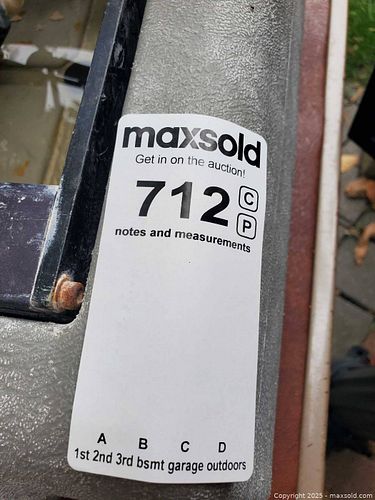 maxsold
Get in on the auction!
712 C
P
notes and measurements
A B C D
1st 2nd 3rd bsmt garage outdoors
Copyright 2025 - maxsold.com